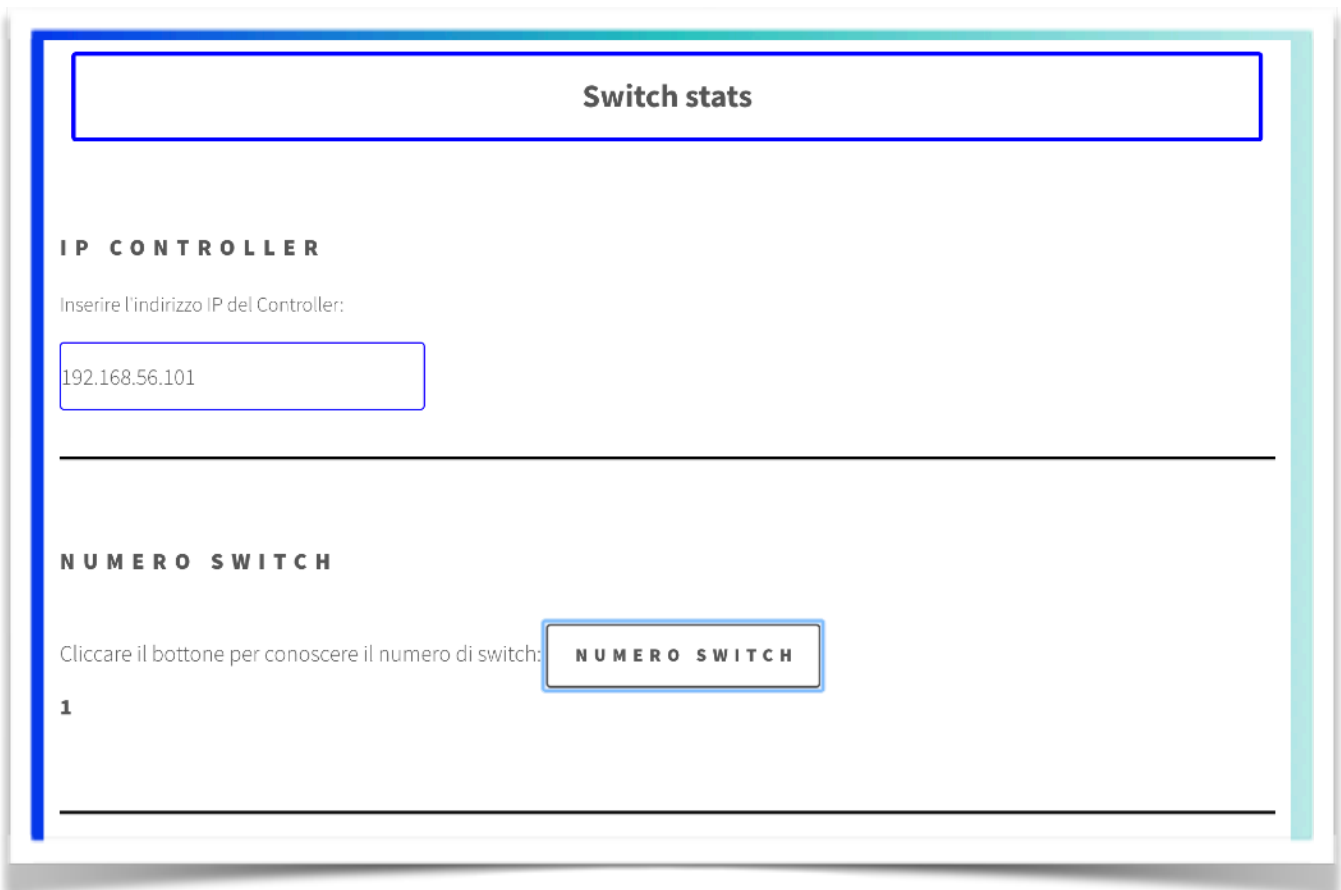 Switch stats
IP CONTROLLER
Inserire l'indirizzo IP del Controller:
192.168.56.101
NUMERO SWITCH
Cliccare il bottone per conoscere il numero di switch: NUMERO SWITCH
1